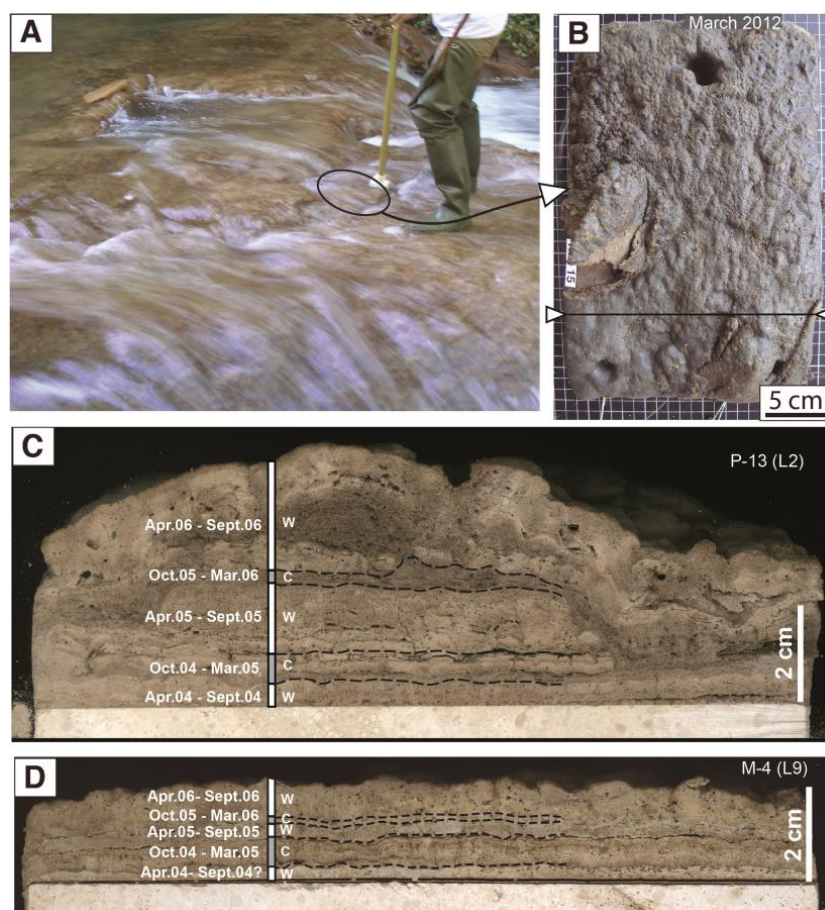 A
B
March 2012
15
5 cm
C
P-13 (L2)
Apr.06 - Sept.06 W
Oct.05 - Mar.06 C
Apr.05 - Sept.05 W
Oct.04 - Mar.05 C
Apr.04 - Sept.04 W
2 cm
D
M-4 (L9)
Apr.06- Sept.06 W
Oct.05 - Mar.06 C
Apr.05- Sept.05 W
Oct.04 - Mar.05 C
Apr.04- Sept.04? W
2 cm